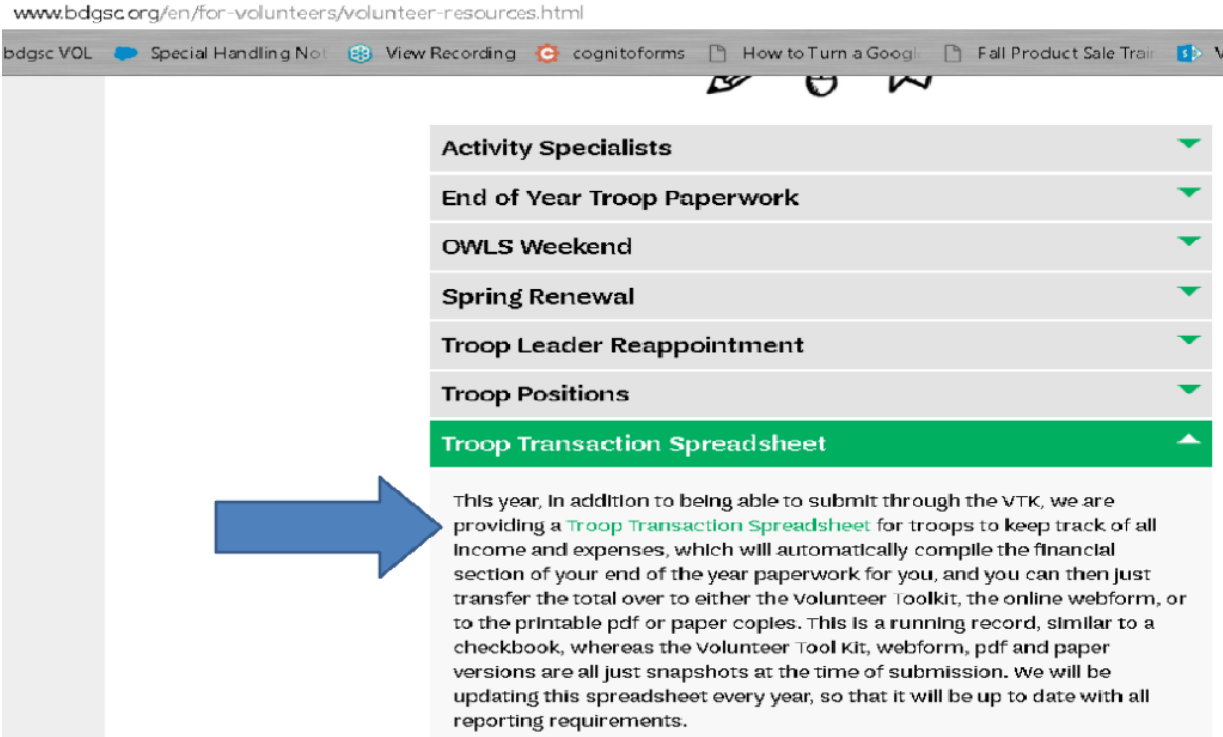 www.bdgsc.org/en/for-volunteers/volunteer-resources.html
bdgsc VOL Special Handling Not View Recording cognitoforms How to Turn a Googl Fall Product Sale Train V
Activity Specialists
End of Year Troop Paperwork
OWLS Weekend
Spring Renewal
Troop Leader Reappointment
Troop Positions
Troop Transaction Spreadsheet
This year, in addition to being able to submit through the VTK, we are
providing a Troop Transaction Spreadsheet for troops to keep track of all
income and expenses, which will automatically compile the financial
section of your end of the year paperwork for you, and you can then just
transfer the total over to either the Volunteer Toolkit, the online webform, or
to the printable pdf or paper copies. This is a running record, similar to a
checkbook, whereas the Volunteer Tool Kit, webform, pdf and paper
versions are all just snapshots at the time of submission. We will be
updating this spreadsheet every year, so that it will be up to date with all
reporting requirements.